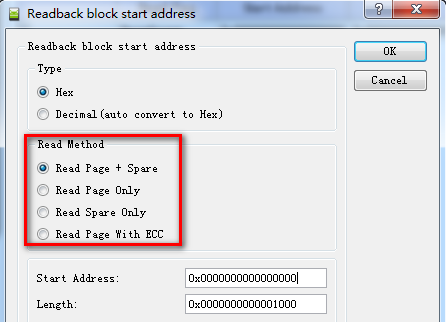 Readback block start address
Readback block start address
OK
Type
Cancel
Hex
Decimal(auto convert to Hex)
Read Method
Read Page + Spare
Read Page Only
Read Spare Only
Read Page With ECC
Start Address: 0x0000000000000000
Length: 0x0000000000001000